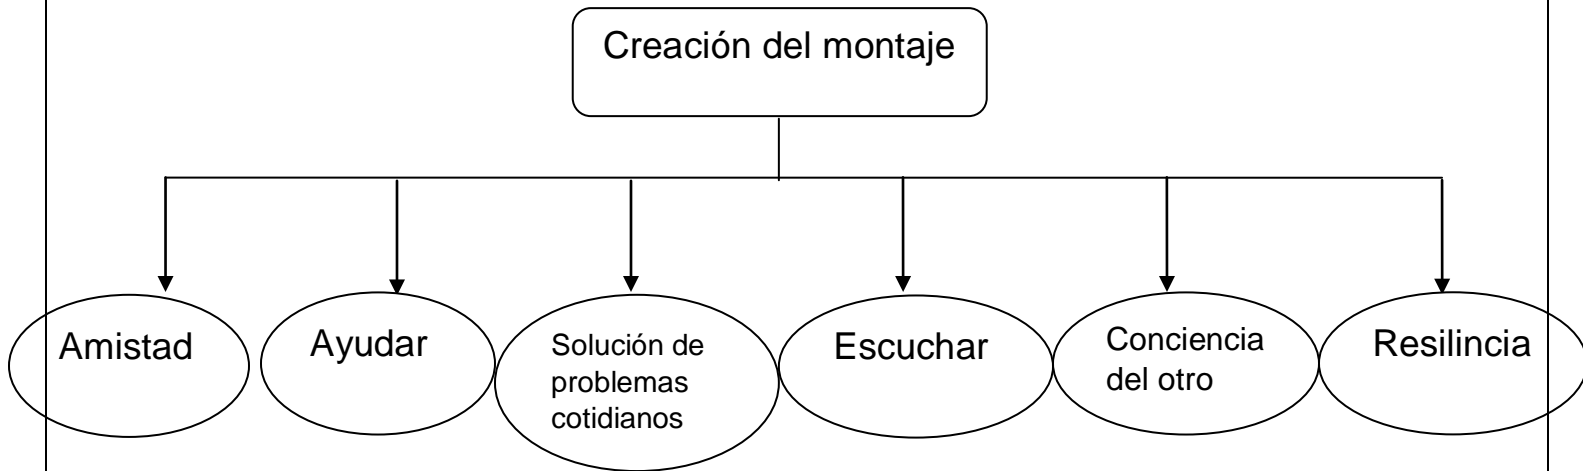 Creación del montaje
Amistad
Ayudar
Solución de
problemas
cotidianos
Escuchar
Conciencia
del otro
Resilincia